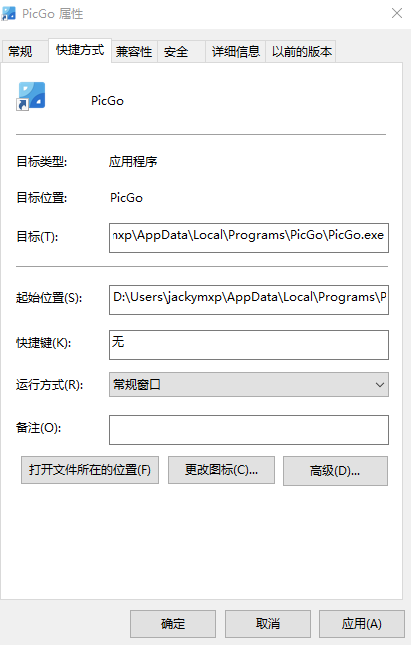 PicGo 属性
常规 快捷方式 兼容性 安全 详细信息 以前的版本
PicGo
目标类型: 应用程序
目标位置: PicGo
目标(T): mxp\AppData\Local\Programs\PicGo\PicGo.exe
起始位置(S): D:\Users\jackymxp\AppData\Local\Programs\P
快捷键(K): 无
运行方式(R): 常规窗口
备注(O):
打开文件所在的位置(F) 更改图标(C)... 高级(D)...
确定 取消 应用(A)